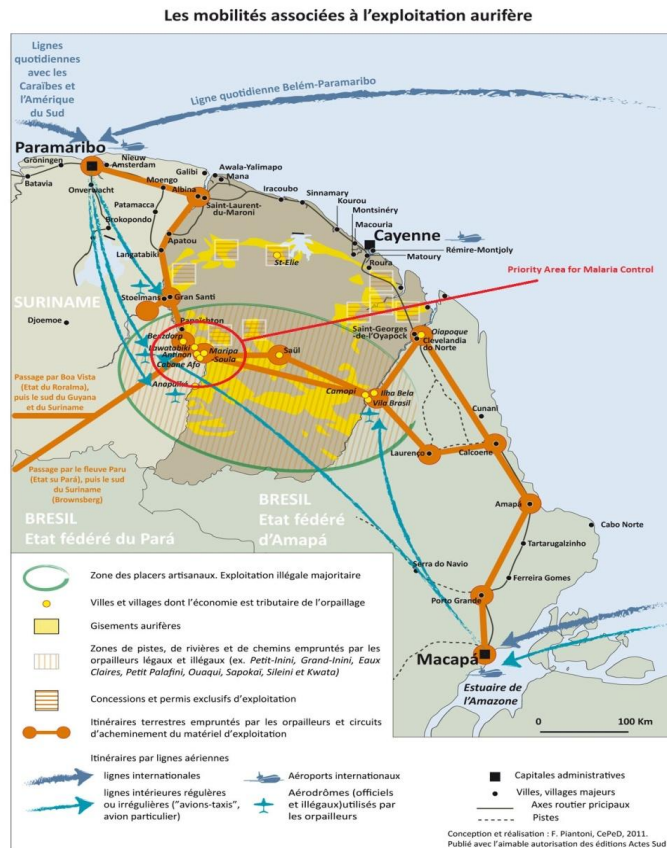 Les mobilités associées à l'exploitation aurifère
Lignes
quotidiennes
avec les
Caraïbes et
l'Amérique
du Sud
Ligne quotidienne Belém-Paramaribo
Paramaribo
Gröningen
Nieuw
Amsterdam
Batavia
Onverwacht
Moengo
Galibi
Awala-Yalimapo
Mana
Albina
Saint-Laurent-
du-Maroni
Iracoubo
Sinnamary
Kourou
Montsinéry
Macouria
Cayenne
Rémire-Montjoly
Matoury
Roura
Patamacca
Brokopondo
Apatou
Langatabiki
St-Elie
Priority Area for Malaria Control
SURINAME
Stoelmans
Gran Santi
Djoemoe
Papaichton
Benzdorp
Lawatabiki
Antinon
Cabane Afo
Maripa-
Soula
Saül
Anapaïké
Saint-Georges-
de-l'Oyapock
Oiapoque
Clevelandia
do Norte
Camopi
Ilha Bela
Vila Brasil
Cunani
Passage par Boa Vista
(Etat du Roralma),
puis le sud du Guyana
et du Suriname
Lourenço
Calcoene
Passage par le fleuve Paru
(Etat su Pará), puis le sud
du Suriname
(Brownsberg)
BRESIL
Etat fédéré du Pará
BRESIL
Etat fédéré
d'Amapá
Amapá
Cabo Norte
Tartarugalzinho
Serra do Navio
Ferreira Gomes
Porto Grande
Macapá
Estuaire de
l'Amazone
0 100 Km
Zone des placers artisanaux. Exploitation illégale majoritaire
Villes et villages dont l'économie est tributaire de l'orpaillage
Gisements aurifères
Zones de pistes, de rivières et de chemins empruntés par les
orpailleurs légaux et illégaux (ex. Petit-Inini, Grand-Inini, Eaux
Claires, Petit Palafini, Ouaqui, Sapokaï, Sileini et Kwata)
Concessions et permis exclusifs d'exploitation
Itinéraires terrestres empruntés par les orpailleurs et circuits
d'acheminement du matériel d'exploitation
Itinéraires par lignes aériennes
lignes internationales
lignes intérieures régulières
ou irrégulières ("avions-taxis",
avion particulier)
Aéroports internationaux
Aérodrômes (officiels
et illégaux)utilisés par
les orpailleurs
Capitales administratives
Villes, villages majeurs
Axes routier pricipaux
Pistes
Conception et réalisation : F. Piantoni, CePeD, 2011.
Publié avec l'aimable autorisation des éditions Actes Sud